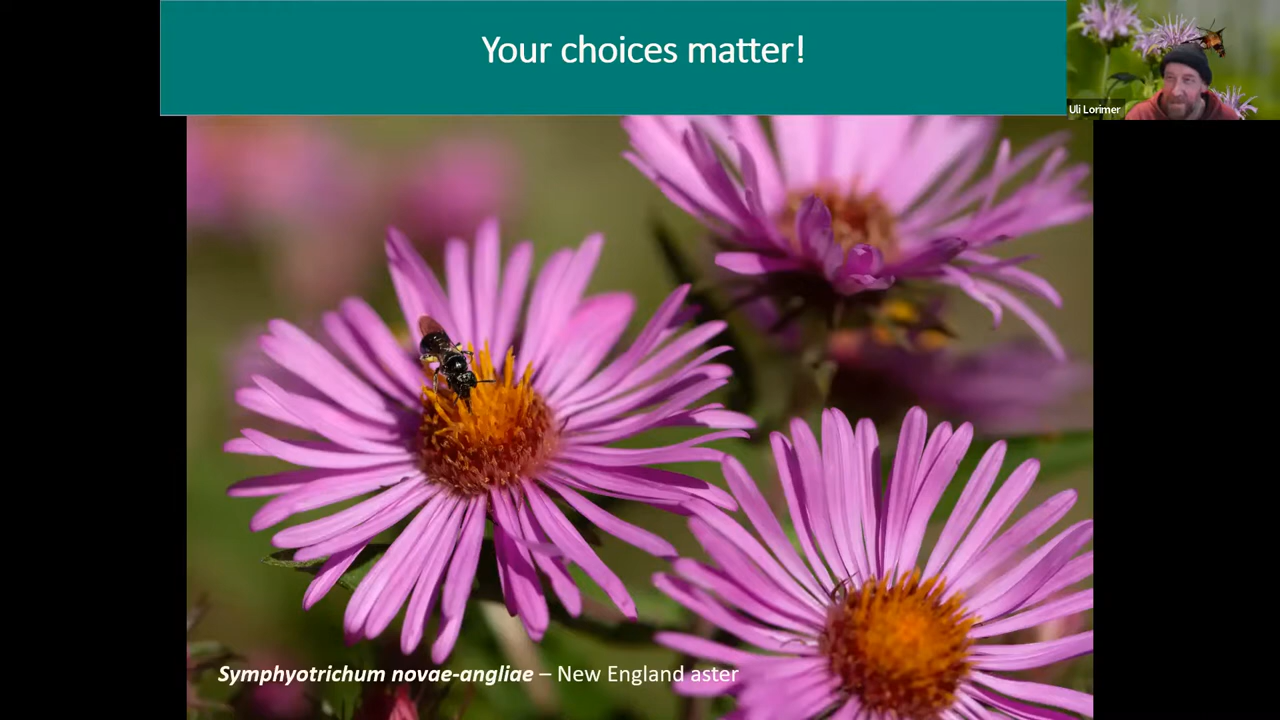 Your choices matter!
Uli Lorimer
Symphyotrichum novae-angliae – New England aster